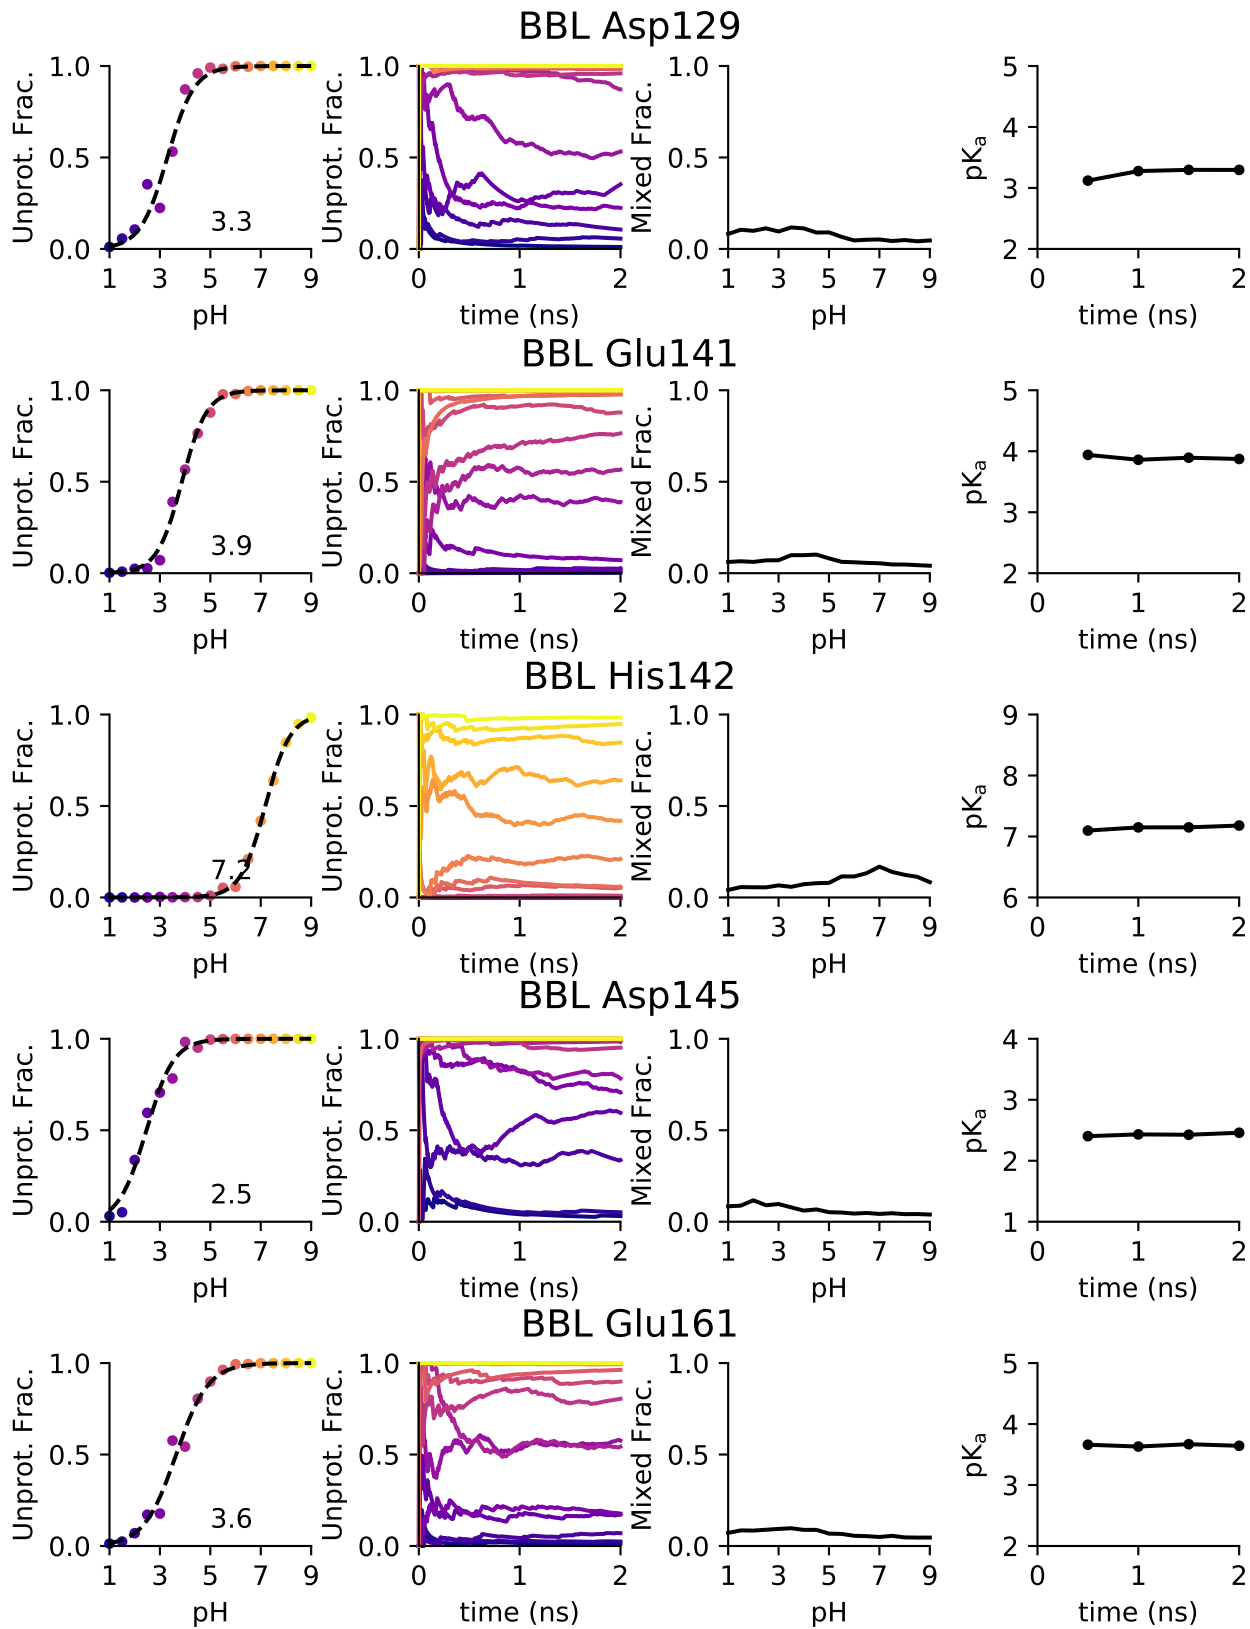 BBL Asp129
Unprot. Frac.
1.0
0.5
0.0
3.3
1 3 5 7 9
pH
Unprot. Frac.
1.0
0.5
0.0
0 1 2
time (ns)
Mixed Frac.
1.0
0.5
0.0
1 3 5 7 9
pH
pKa
5
4
3
2
0 1 2
time (ns)
BBL Glu141
Unprot. Frac.
1.0
0.5
0.0
3.9
1 3 5 7 9
pH
Unprot. Frac.
1.0
0.5
0.0
0 1 2
time (ns)
Mixed Frac.
1.0
0.5
0.0
1 3 5 7 9
pH
pKa
5
4
3
2
0 1 2
time (ns)
BBL His142
Unprot. Frac.
1.0
0.5
0.0
7.2
1 3 5 7 9
pH
Unprot. Frac.
1.0
0.5
0.0
0 1 2
time (ns)
Mixed Frac.
1.0
0.5
0.0
1 3 5 7 9
pH
pKa
9
8
7
6
0 1 2
time (ns)
BBL Asp145
Unprot. Frac.
1.0
0.5
0.0
2.5
1 3 5 7 9
pH
Unprot. Frac.
1.0
0.5
0.0
0 1 2
time (ns)
Mixed Frac.
1.0
0.5
0.0
1 3 5 7 9
pH
pKa
4
3
2
1
0 1 2
time (ns)
BBL Glu161
Unprot. Frac.
1.0
0.5
0.0
3.6
1 3 5 7 9
pH
Unprot. Frac.
1.0
0.5
0.0
0 1 2
time (ns)
Mixed Frac.
1.0
0.5
0.0
1 3 5 7 9
pH
pKa
5
4
3
2
0 1 2
time (ns)